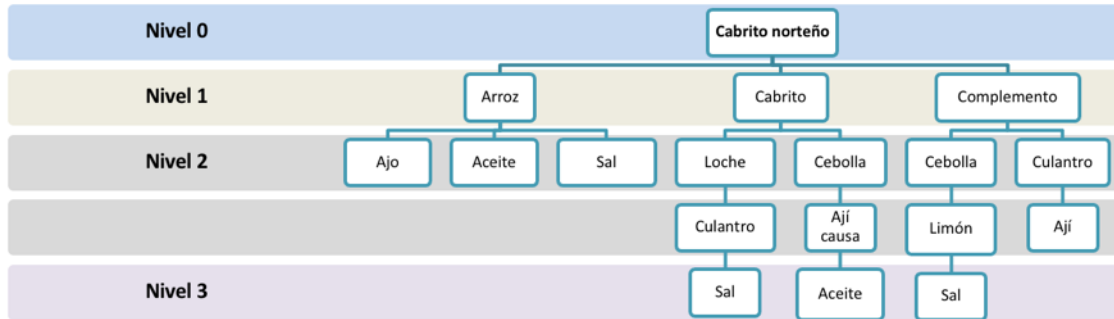 Nivel 0
Cabrito norteño
Nivel 1
Arroz
Cabrito
Complemento
Nivel 2
Ajo
Aceite
Sal
Loche
Cebolla
Cebolla
Culantro
Culantro
Ají
causa
Limón
Ají
Nivel 3
Sal
Aceite
Sal